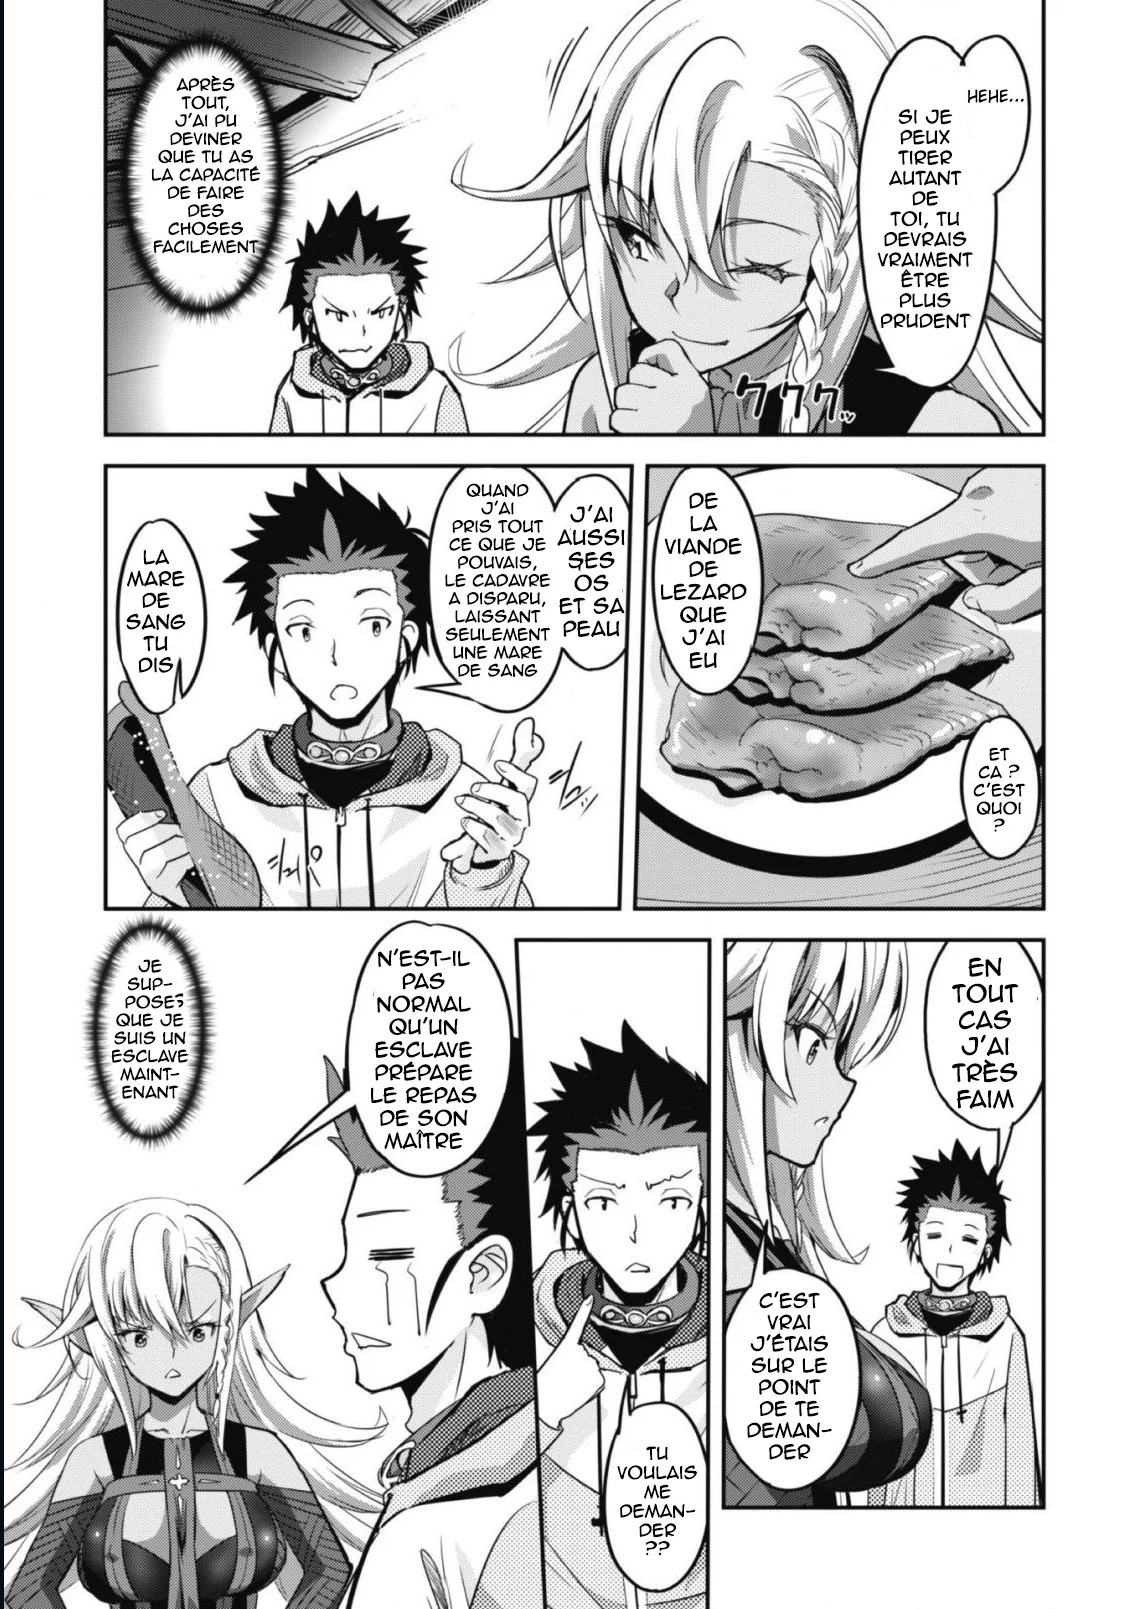 HEHE...
SI JE
PEUX
TIRER
AUTANT
DE
TOI, TU
DEVRAIS
VRAIMENT
ÊTRE
PLUS
PRUDENT
ククク
APRÈS
TOUT,
J'AI PU
DEVINER
QUE TU AS
LA CAPACITÉ
DE FAIRE
DES
CHOSES
FACILEMENT
DE
LA
VIANDE
DE
LEZARD
QUE
J'AI
EU
ET
CA ?
C'EST
QUOI
?
J'AI
AUSSI
SES
OS
ET SA
PEAU
QUAND
J'AI
PRIS TOUT
CE QUE JE
POUVAIS,
LE CADAVRE
A DISPARU,
LAISSANT
SEULEMENT
UNE MARE
DE SANG
LA
MARE
DE
SANG
TU
DIS
EN
TOUT
CAS
J'AI
TRÈS
FAIM
C'EST
VRAI
J'ÉTAIS
SUR LE
POINT
DE TE
DEMAN-
DER
TU
VOULAIS
ME
DEMAN-
DER
??
N'EST-IL
PAS
NORMAL
QU'UN
ESCLAVE
PRÉPARE
LE REPAS
DE SON
MAÎTRE
JE
SUP-
POSE
QUE JE
SUIS UN
ESCLAVE
MAINT-
ENANT